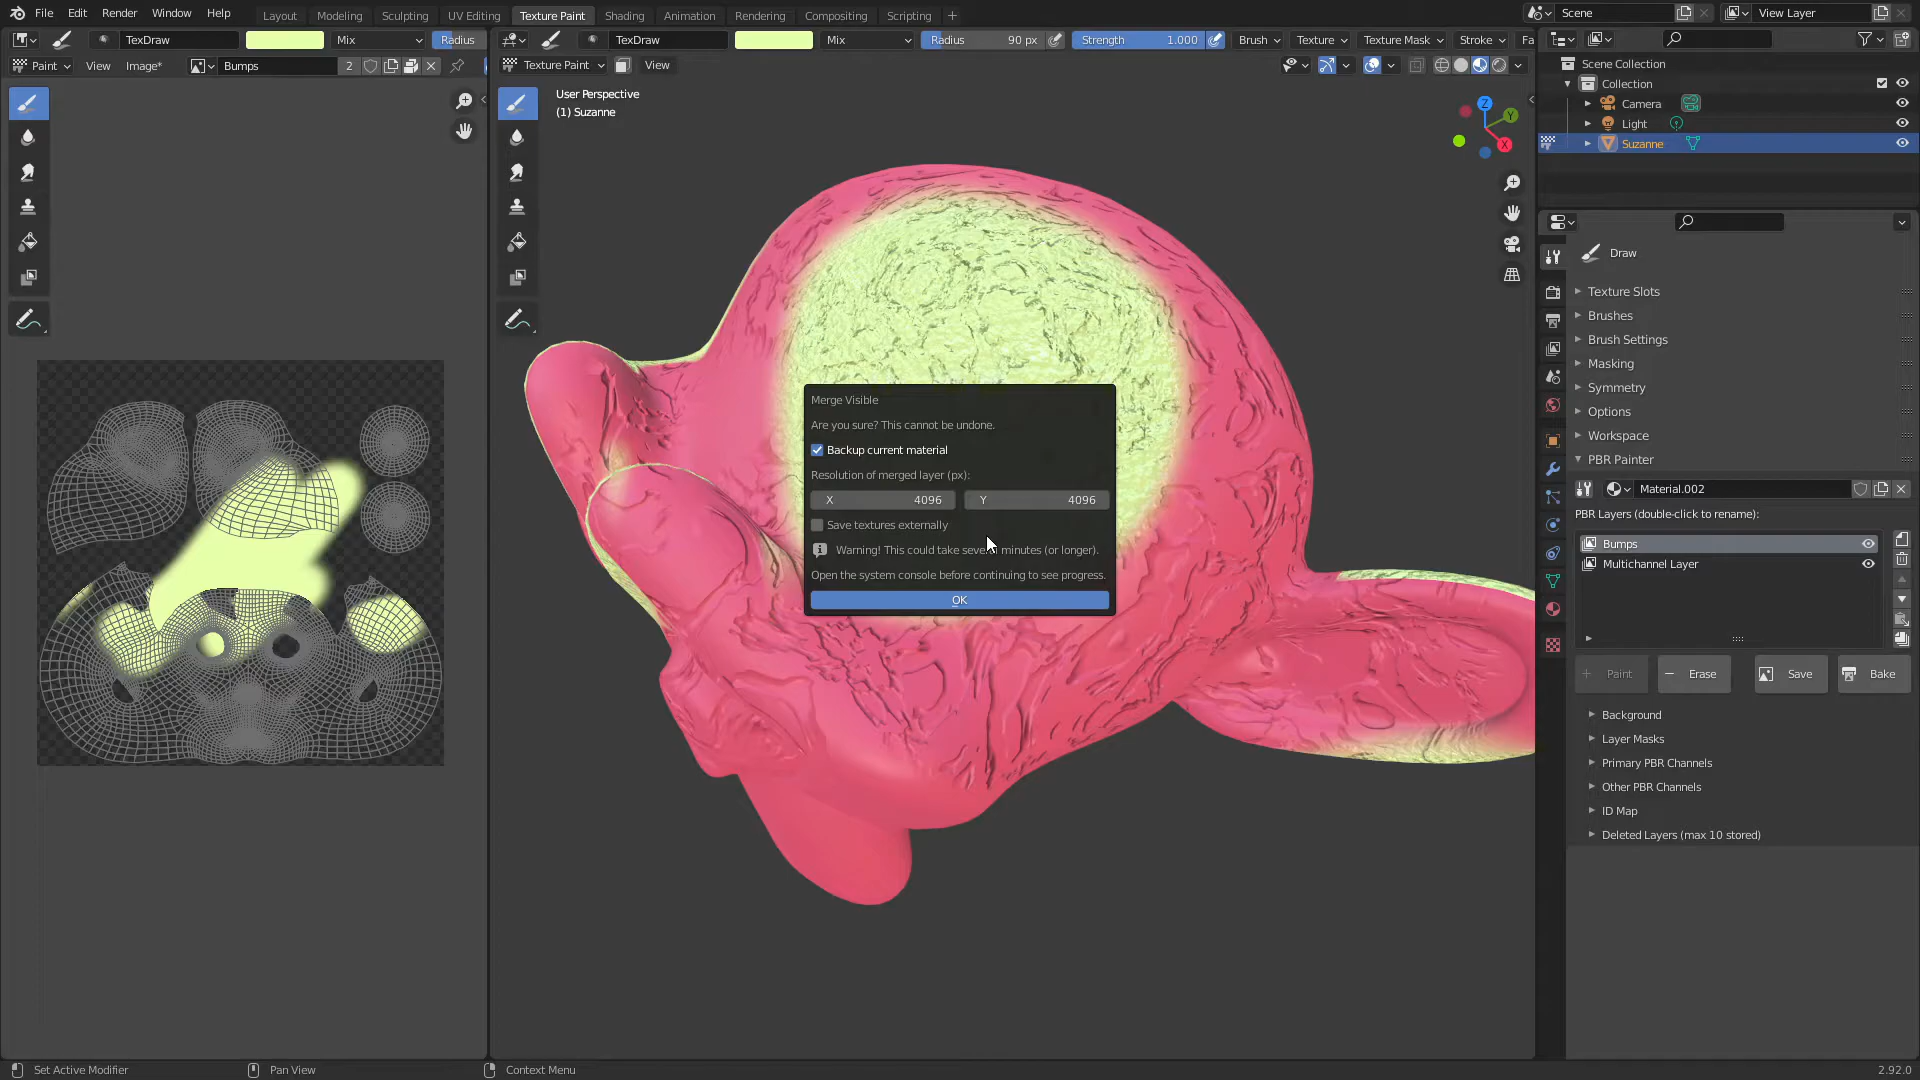 File Edit Render Window Help Layout Modeling Sculpting UV Editing Texture Paint Shading Animation Rendering Compositing Scripting + Scene View Layer
TexDraw Mix Radius TexDraw Mix Radius 90 px Strength 1.000 Brush Texture Texture Mask Stroke Fa
Paint View Image* Bumps 2 Texture Paint View
User Perspective
(1) Suzanne
Z
Y
X
Scene Collection
Collection
Camera
Light
Suzanne
Draw
Texture Slots
Brushes
Brush Settings
Masking
Symmetry
Options
Workspace
PBR Painter
Material.002
PBR Layers (double-click to rename):
Bumps
Multichannel Layer
Paint Erase Save Bake
Background
Layer Masks
Primary PBR Channels
Other PBR Channels
ID Map
Deleted Layers (max 10 stored)
Merge Visible
Are you sure? This cannot be undone.
Backup current material
Resolution of merged layer (px):
X 4096 Y 4096
Save textures externally
Warning! This could take several minutes (or longer).
Open the system console before continuing to see progress.
OK
Set Active Modifier Pan View Context Menu 2.92.0